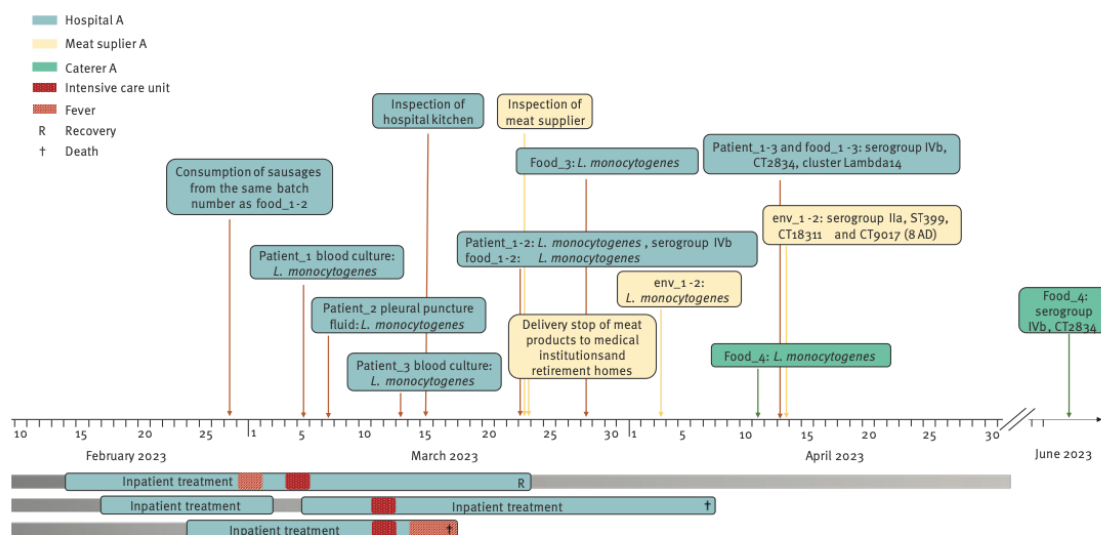 Hospital A
Meat suplier A
Caterer A
Intensive care unit
Fever
R Recovery
† Death
Inspection of
hospital kitchen
Inspection of
meat supplier
Food_3: L. monocytogenes
Patient_1-3 and food_1 -3: serogroup IVb,
CT2834, cluster Lambda14
Consumption of sausages
from the same batch
number as food_1-2
env_1 -2: serogroup IIa, ST399,
CT18311 and CT9017 (8 AD)
Patient_1 blood culture:
L. monocytogenes
Patient_1-2: L. monocytogenes , serogroup IVb
food_1-2: L. monocytogenes
env_1 -2:
L. monocytogenes
Patient_2 pleural puncture
fluid: L. monocytogenes
Delivery stop of meat
products to medical
institutionsand
retirement homes
Patient_3 blood culture:
L. monocytogenes
Food_4: L. monocytogenes
Food_4:
serogroup
IVb, CT2834
10 15 20 25 1 5 10 15 20 25 30 1 5 10 15 20 25 30
February 2023 March 2023 April 2023 June 2023
Inpatient treatment R
Inpatient treatment Inpatient treatment †
Inpatient treatment †